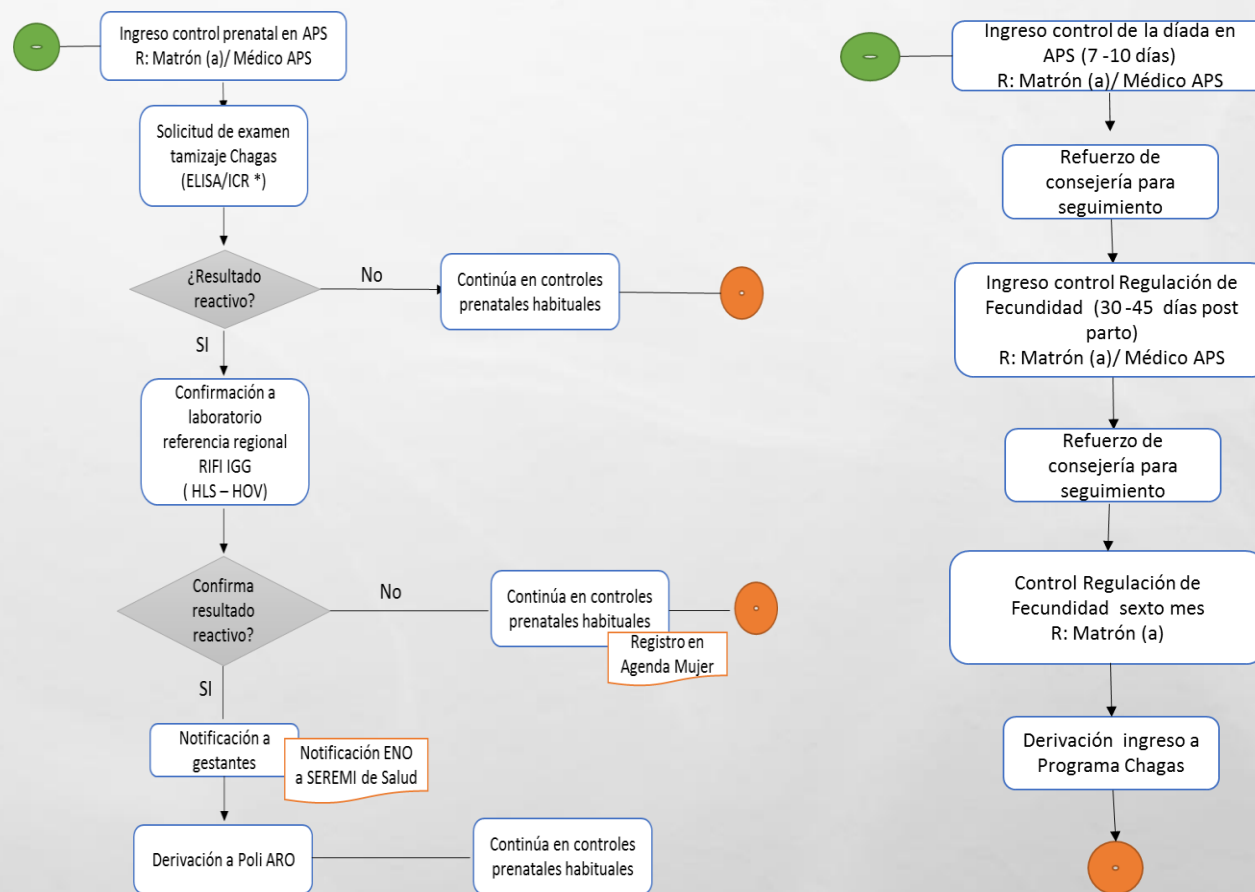 Ingreso control prenatal en APS
R: Matrón (a)/ Médico APS
Solicitud de examen
tamizaje Chagas
(ELISA/ICR *)
¿Resultado
reactivo?
No
Continúa en controles
prenatales habituales
SI
Confirmación a
laboratorio
referencia regional
RIFI IGG
( HLS – HOV)
Confirma
resultado
reactivo?
No
Continúa en controles
prenatales habituales
Registro en
Agenda Mujer
SI
Notificación a
gestantes
Notificación ENO
a SEREMI de Salud
Derivación a Poli ARO
Continúa en controles
prenatales habituales
Ingreso control de la díada en
APS (7 -10 días)
R: Matrón (a)/ Médico APS
Refuerzo de
consejería para
seguimiento
Ingreso control Regulación de
Fecundidad (30 -45 días post
parto)
R: Matrón (a)/ Médico APS
Refuerzo de
consejería para
seguimiento
Control Regulación de
Fecundidad sexto mes
R: Matrón (a)
Derivación ingreso a
Programa Chagas